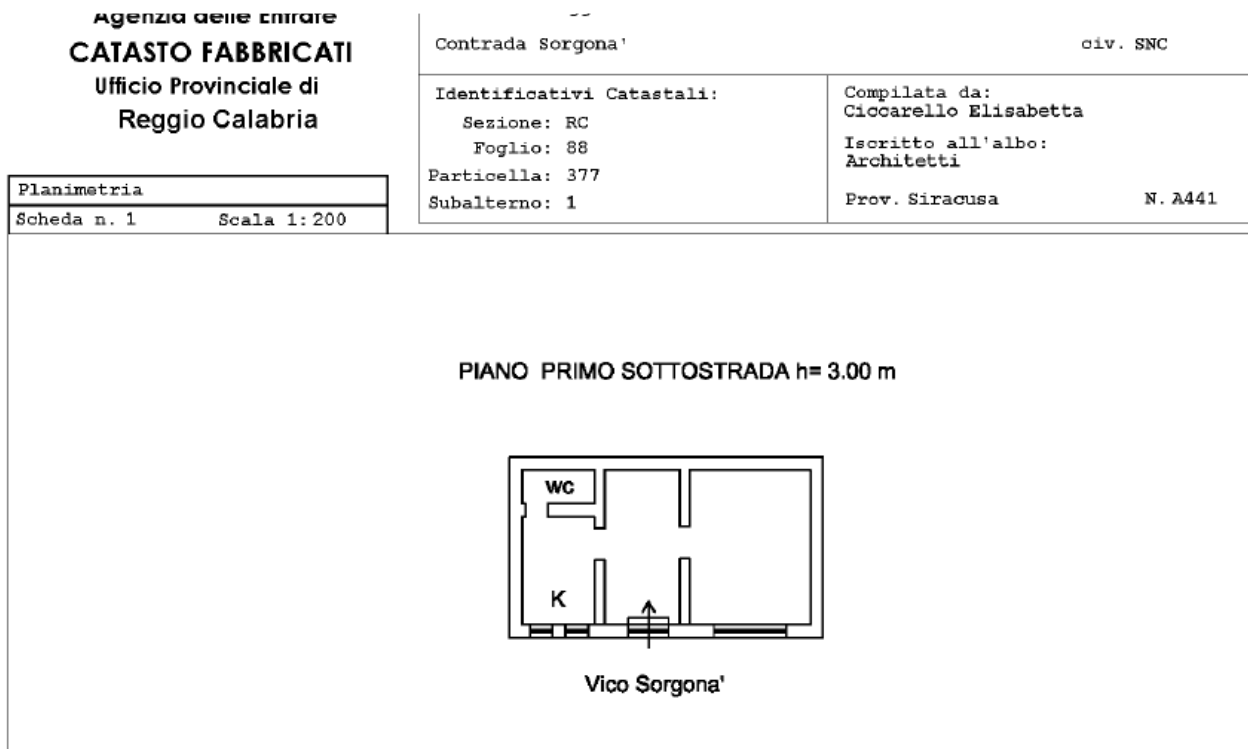 Agenzia delle Entrate
CATASTO FABBRICATI
Ufficio Provinciale di
Reggio Calabria
Planimetria
Scheda n. 1 Scala 1:200
Contrada Sorgona' civ. SNC
Identificativi Catastali:
Sezione: RC
Foglio: 88
Particella: 377
Subalterno: 1
Compilata da:
Ciccarello Elisabetta
Iscritto all'albo:
Architetti
Prov. Siracusa N. A441
PIANO PRIMO SOTTOSTRADA h= 3.00 m
WC
K
Vico Sorgona'